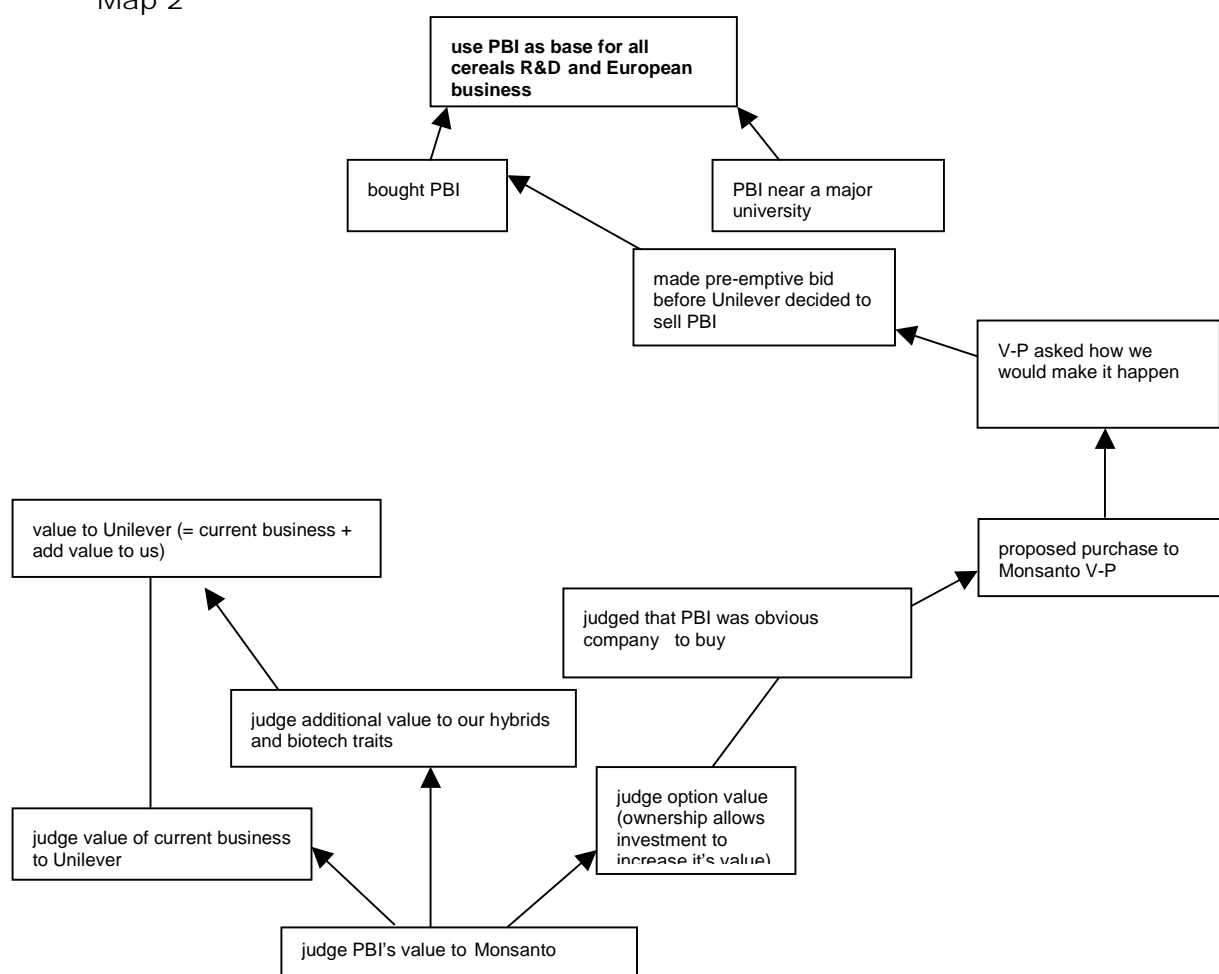 Map 2
use PBI as base for all
cereals R&D and European
business
bought PBI
PBI near a major
university
made pre-emptive bid
before Unilever decided to
sell PBI
V-P asked how we
would make it happen
value to Unilever (= current business +
add value to us)
proposed purchase to
Monsanto V-P
judged that PBI was obvious
company to buy
judge additional value to our hybrids
and biotech traits
judge option value
(ownership allows
investment to
increase it's value)
judge value of current business
to Unilever
judge PBI's value to Monsanto